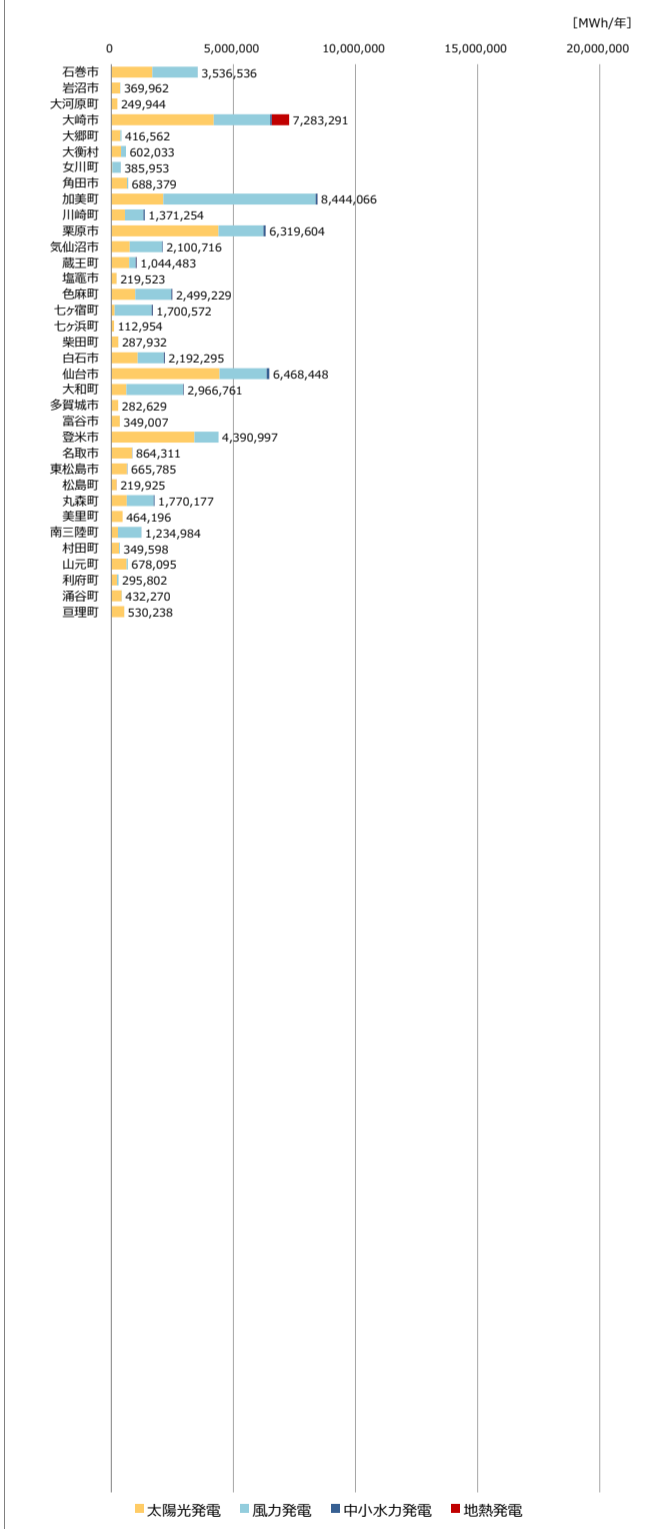 [MWh/年]
0 5,000,000 10,000,000 15,000,000 20,000,000
石巻市 3,536,536
岩沼市 369,962
大河原町 249,944
大崎市 7,283,291
大郷町 416,562
大衡村 602,033
女川町 385,953
角田市 688,379
加美町 8,444,066
川崎町 1,371,254
栗原市 6,319,604
気仙沼市 2,100,716
蔵王町 1,044,483
塩竈市 219,523
色麻町 2,499,229
七ヶ宿町 1,700,572
七ヶ浜町 112,954
柴田町 287,932
白石市 2,192,295
仙台市 6,468,448
大和町 2,966,761
多賀城市 282,629
富谷市 349,007
登米市 4,390,997
名取市 864,311
東松島市 665,785
松島町 219,925
丸森町 1,770,177
美里町 464,196
南三陸町 1,234,984
村田町 349,598
山元町 678,095
利府町 295,802
涌谷町 432,270
亘理町 530,238
太陽光発電 風力発電 中小水力発電 地熱発電